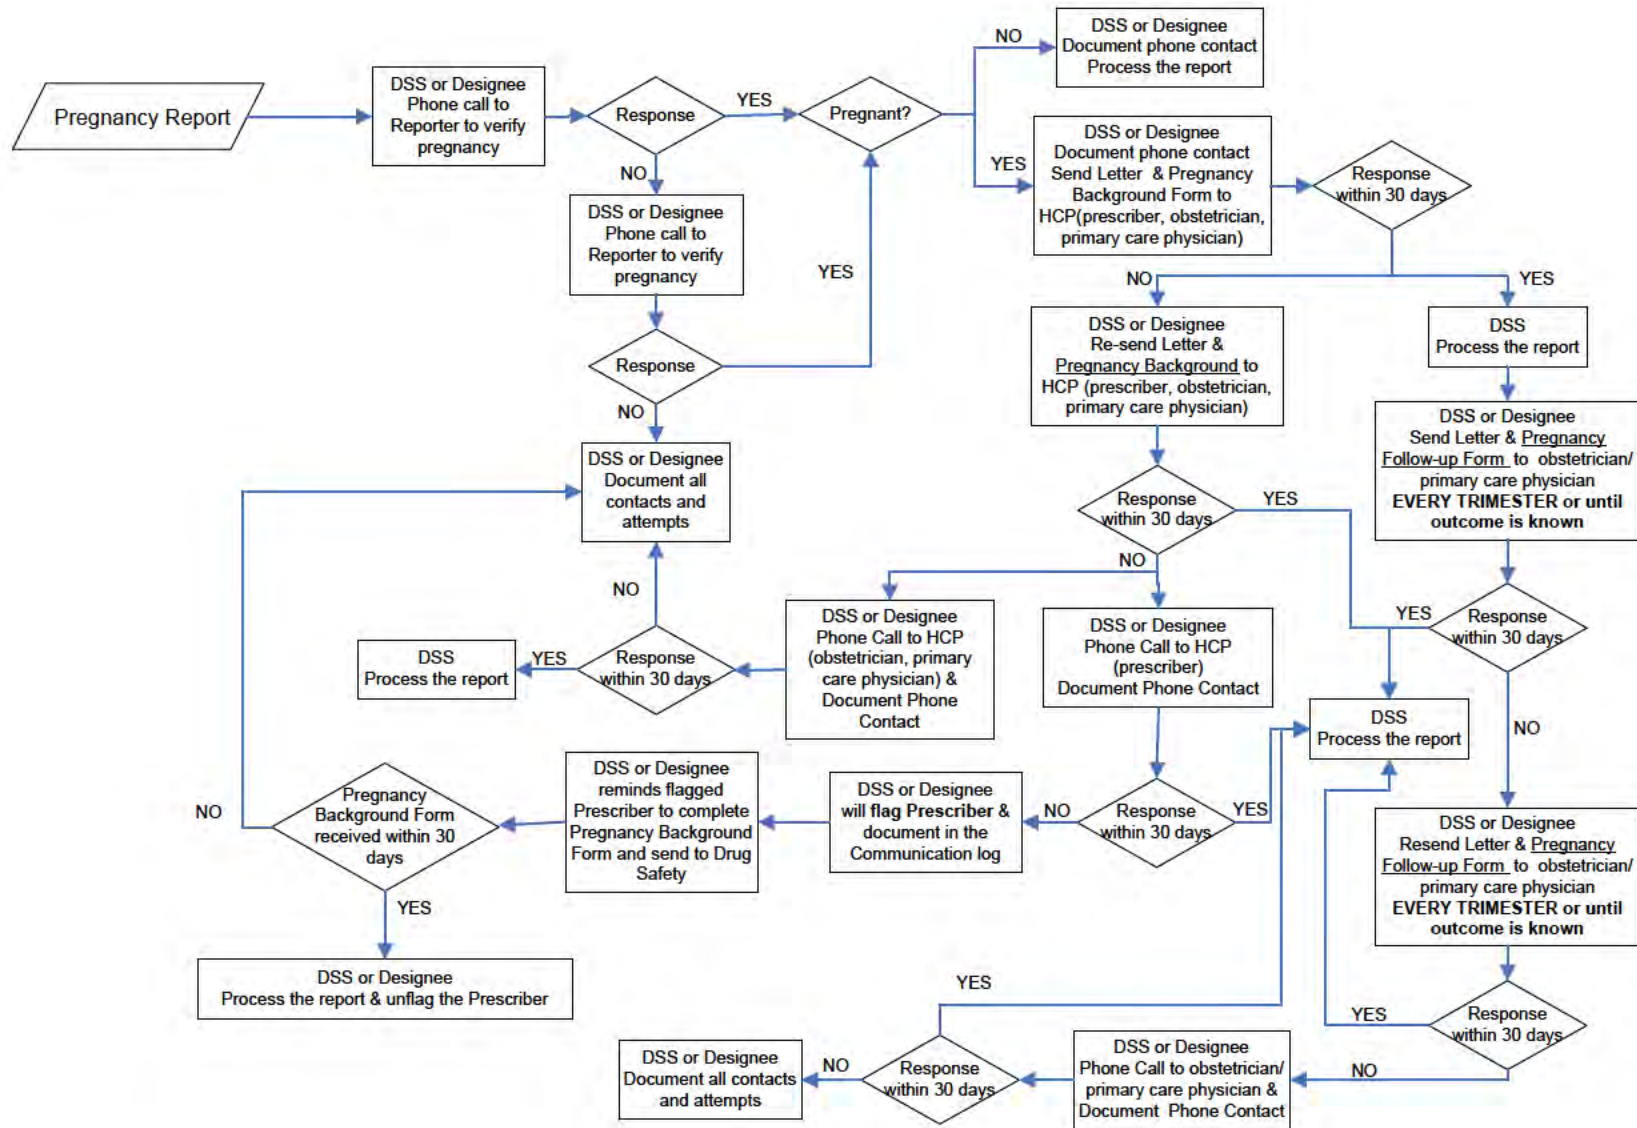 Pregnancy Report
DSS or Designee
Phone call to
Reporter to verify
pregnancy
Response
YES
Pregnant?
NO
DSS or Designee
Document phone contact
Process the report
YES
DSS or Designee
Document phone contact
Send Letter & Pregnancy
Background Form to
HCP(prescriber, obstetrician,
primary care physician)
Response
within 30 days
NO
DSS or Designee
Phone call to
Reporter to verify
pregnancy
YES
Response
NO
DSS or Designee
Document all
contacts and
attempts
NO
YES
DSS or Designee
Re-send Letter &
Pregnancy Background to
HCP (prescriber, obstetrician,
primary care physician)
DSS
Process the report
DSS or Designee
Send Letter & Pregnancy
Follow-up Form to obstetrician/
primary care physician
EVERY TRIMESTER or until
outcome is known
Response
within 30 days
YES
NO
NO
DSS or Designee
Phone Call to HCP
(obstetrician, primary
care physician) &
Document Phone
Contact
DSS or Designee
Phone Call to HCP
(prescriber)
Document Phone Contact
YES
Response
within 30 days
DSS
Process the report
YES
Response
within 30 days
DSS
Process the report
NO
Pregnancy
Background Form
received within 30
days
NO
DSS or Designee
reminds flagged
Prescriber to complete
Pregnancy Background
Form and send to Drug
Safety
DSS or Designee
will flag Prescriber &
document in the
Communication log
NO
Response
within 30 days
YES
DSS or Designee
Resend Letter & Pregnancy
Follow-up Form to obstetrician/
primary care physician
EVERY TRIMESTER or until
outcome is known
YES
DSS or Designee
Process the report & unflag the Prescriber
YES
YES
Response
within 30 days
DSS or Designee
Document all contacts
and attempts
NO
Response
within 30 days
DSS or Designee
Phone Call to obstetrician/
primary care physician &
Document Phone Contact
NO